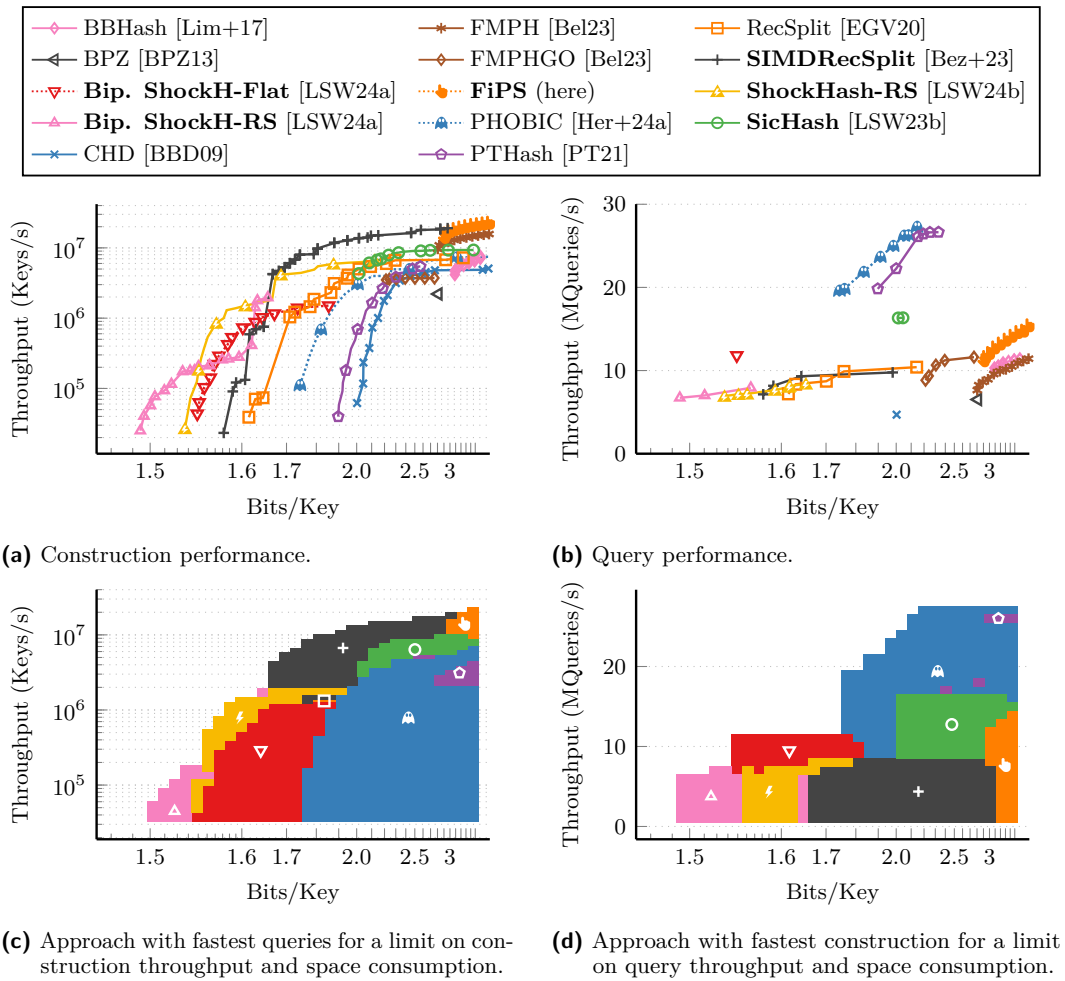 BBHash [Lim+17]
BPZ [BPZ13]
Bip. ShockH-Flat [LSW24a]
Bip. ShockH-RS [LSW24a]
CHD [BBD09]
FMPH [Bel23]
FMPHGO [Bel23]
FiPS (here)
PHOBIC [Her+24a]
PTHash [PT21]
RecSplit [EGV20]
SIMDRecSplit [Bez+23]
ShockHash-RS [LSW24b]
SicHash [LSW23b]
Throughput (Keys/s)
10^7
10^6
10^5
1.5 1.6 1.7 2.0 2.5 3
Bits/Key
(a) Construction performance.
Throughput (MQueries/s)
30
20
10
0
1.5 1.6 1.7 2.0 2.5 3
Bits/Key
(b) Query performance.
Throughput (Keys/s)
10^7
10^6
10^5
1.5 1.6 1.7 2.0 2.5 3
Bits/Key
(c) Approach with fastest queries for a limit on con-
struction throughput and space consumption.
Throughput (MQueries/s)
20
10
0
1.5 1.6 1.7 2.0 2.5 3
Bits/Key
(d) Approach with fastest construction for a limit
on query throughput and space consumption.